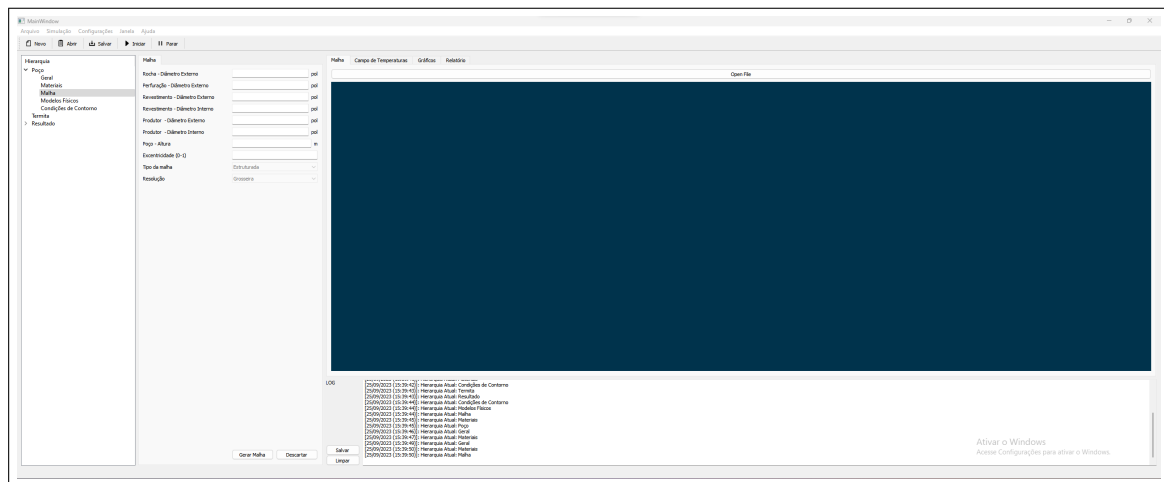 MainWindow
Arquivo Simulação Configurações Janela Ajuda
Novo Abrir Salvar Iniciar Parar
Hierarquia
Poço
Geral
Materiais
Malha
Modelos Físicos
Condições de Contorno
Termita
Resultado
Malha
Rocha - Diâmetro Externo pol
Perfuração - Diâmetro Externo pol
Revestimento - Diâmetro Externo pol
Revestimento - Diâmetro Interno pol
Produtor - Diâmetro Externo pol
Produtor - Diâmetro Interno pol
Poço - Altura m
Excentricidade (0-1)
Tipo da malha Estruturada
Resolução Grosseira
Gerar Malha Descartar
Malha Campo de Temperaturas Gráficos Relatório
Open File
LOG
[25/09/2023 (15:39:42)]: Hierarquia Atual: Condições de Contorno
[25/09/2023 (15:39:43)]: Hierarquia Atual: Termita
[25/09/2023 (15:39:43)]: Hierarquia Atual: Resultado
[25/09/2023 (15:39:44)]: Hierarquia Atual: Condições de Contorno
[25/09/2023 (15:39:44)]: Hierarquia Atual: Modelos Físicos
[25/09/2023 (15:39:44)]: Hierarquia Atual: Malha
[25/09/2023 (15:39:45)]: Hierarquia Atual: Materiais
[25/09/2023 (15:39:45)]: Hierarquia Atual: Poço
[25/09/2023 (15:39:46)]: Hierarquia Atual: Geral
[25/09/2023 (15:39:47)]: Hierarquia Atual: Materiais
[25/09/2023 (15:39:49)]: Hierarquia Atual: Geral
[25/09/2023 (15:39:50)]: Hierarquia Atual: Materiais
[25/09/2023 (15:39:50)]: Hierarquia Atual: Malha
Salvar
Limpar
Ativar o Windows
Acesse Configurações para ativar o Windows.